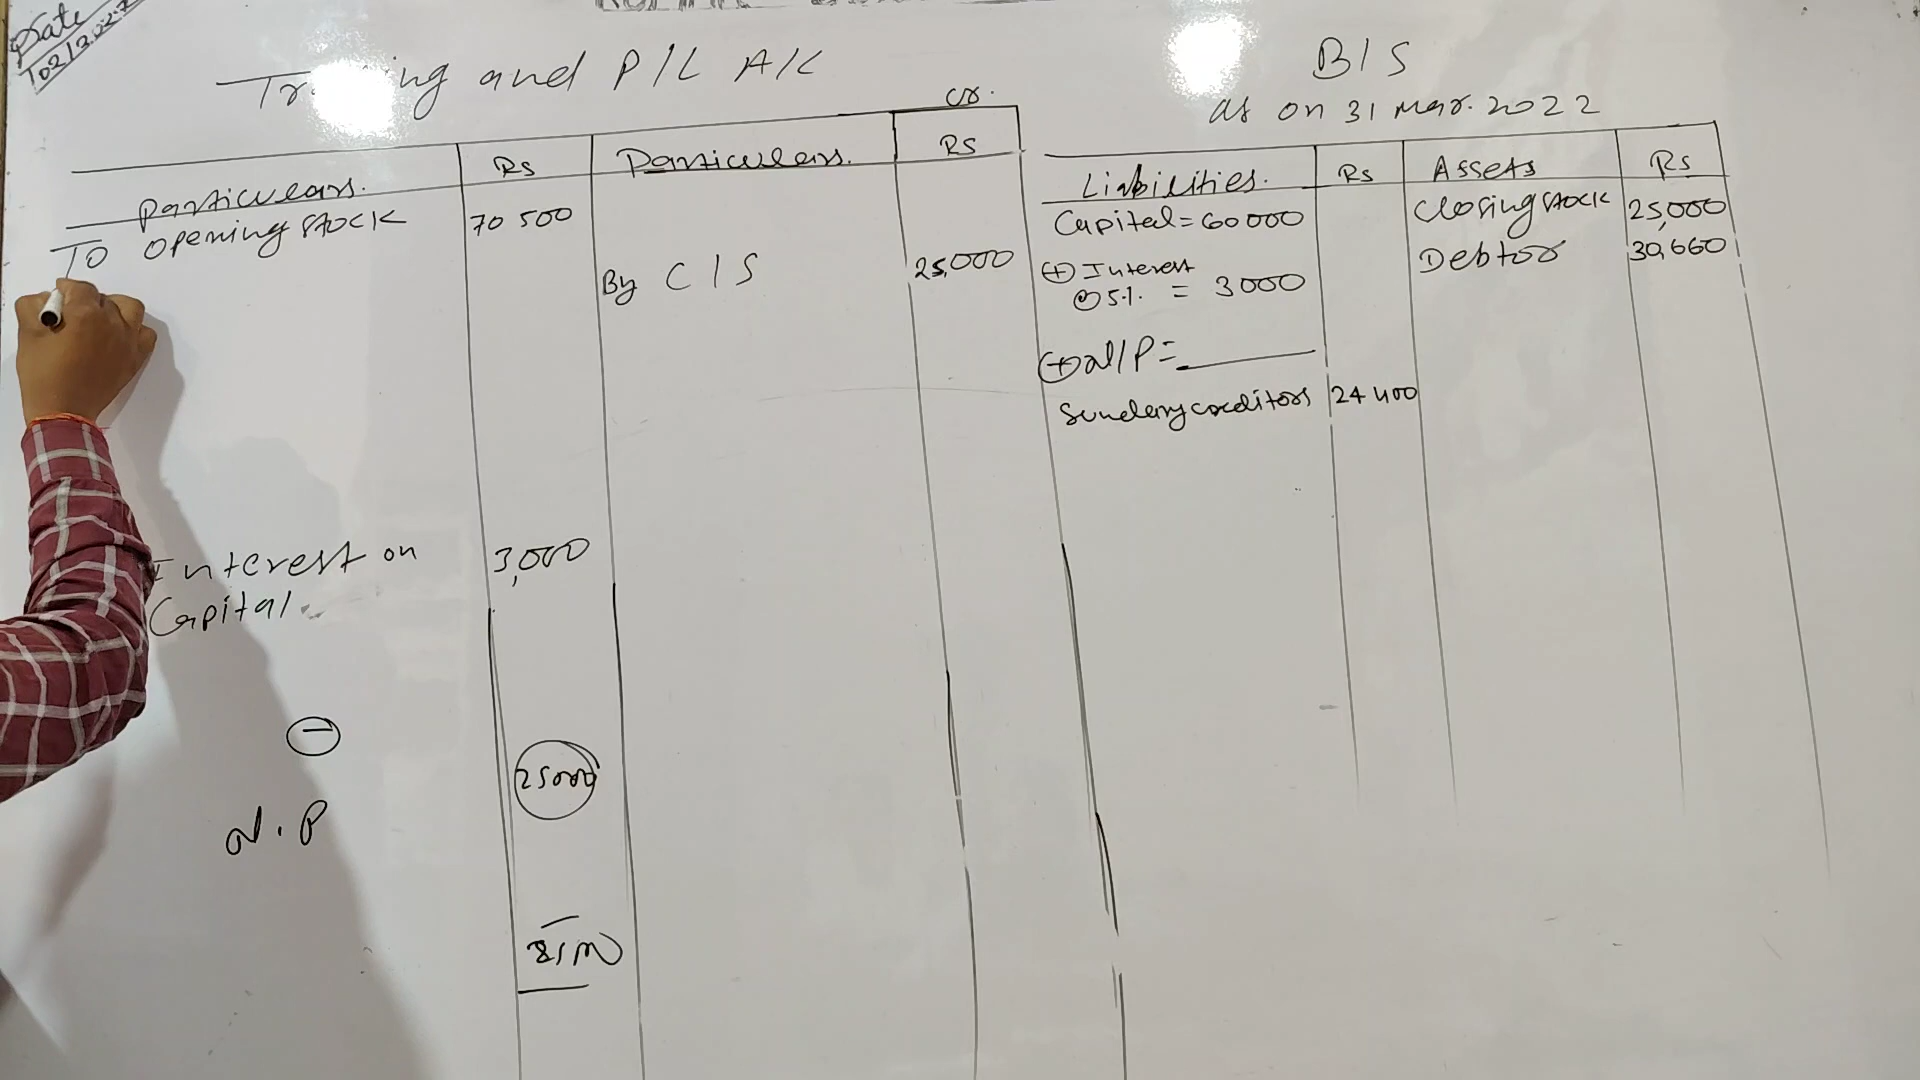 Date
Trading and P/L A/C
cr.
Particulars. Rs Particulars. Rs
To opening stock 70 500
By C/S 25,000
Interest on 3,000
Capital
−
25000
N.P
B/S
as on 31 Mar. 2022
Liabilities. Rs Assets Rs
Capital = 60000 Closing stock 25,000
(+) Interest Debtor 30,660
@ 5%. = 3000
(+) N/P =
Sundery creditors 24400